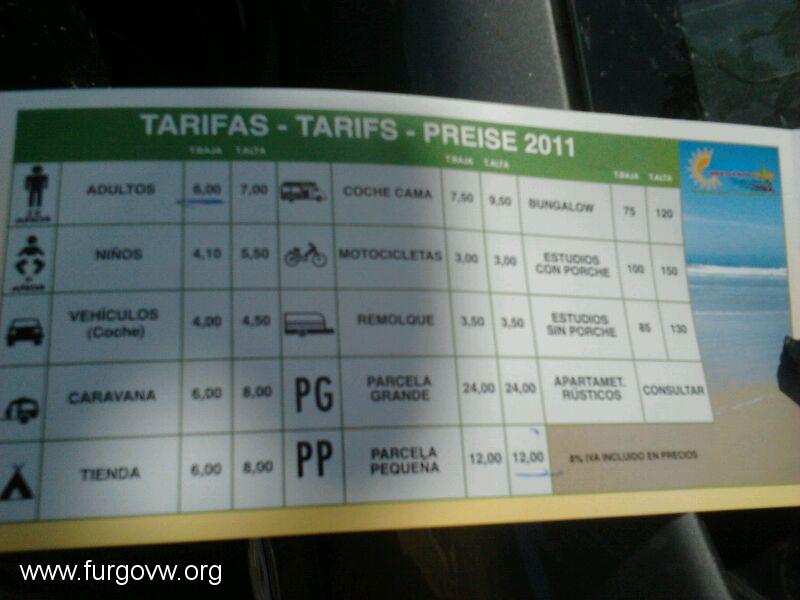 TARIFAS - TARIFS - PREISE 2011
T.BAJA T.ALTA T.BAJA T.ALTA T.BAJA T.ALTA
ADULTOS 6,00 7,00 COCHE CAMA 7,50 9,50 BUNGALOW 75 120
NIÑOS 4,10 5,50 MOTOCICLETAS 3,00 3,00 ESTUDIOS CON PORCHE 100 150
VEHÍCULOS (Coche) 4,00 4,50 REMOLQUE 3,50 3,50 ESTUDIOS SIN PORCHE 85 130
CARAVANA 6,00 8,00 PG PARCELA GRANDE 24,00 24,00 APARTAMET. RÚSTICOS CONSULTAR
TIENDA 6,00 8,00 PP PARCELA PEQUEÑA 12,00 12,00 8% IVA INCLUIDO EN PRECIOS
www.furgovw.org